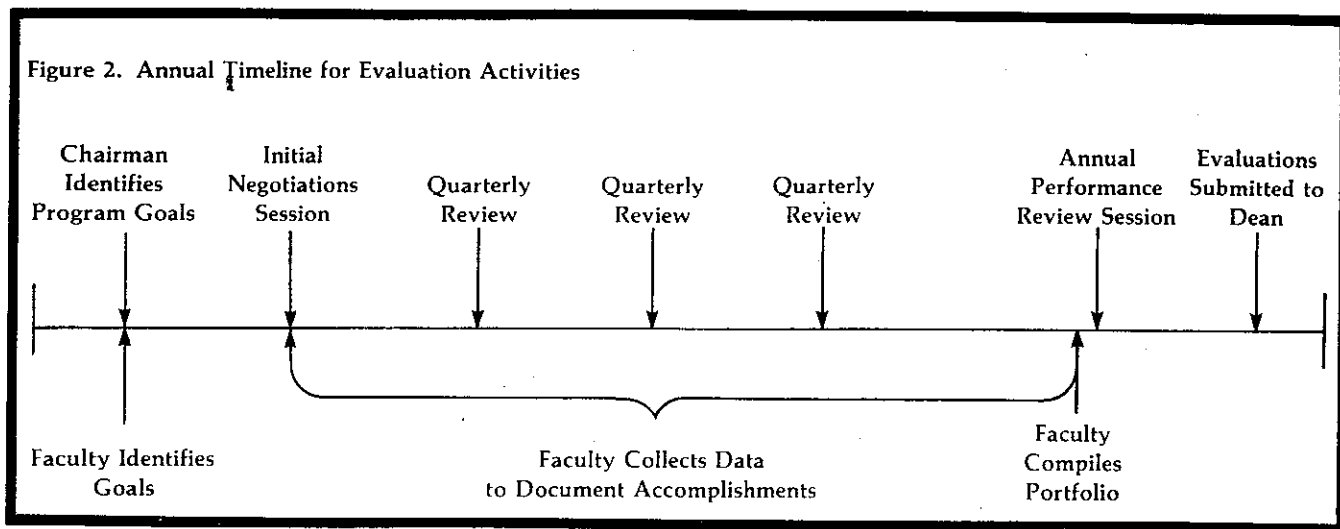 Figure 2. Annual Timeline for Evaluation Activities
Chairman
Identifies
Program Goals
Initial
Negotiations
Session
Quarterly
Review
Quarterly
Review
Quarterly
Review
Annual
Performance
Review Session
Evaluations
Submitted to
Dean
Faculty Identifies
Goals
Faculty Collects Data
to Document Accomplishments
Faculty
Compiles
Portfolio